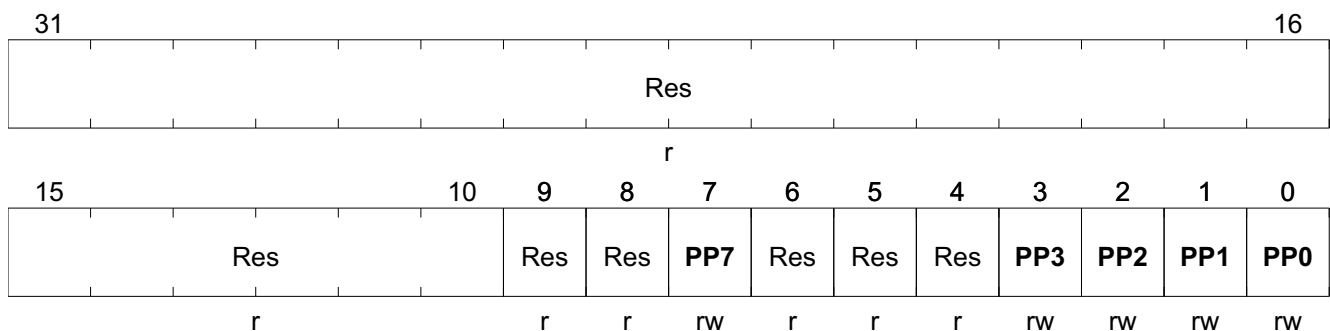 31 16
Res
r
15 10 9 8 7 6 5 4 3 2 1 0
Res Res Res PP7 Res Res Res PP3 PP2 PP1 PP0
r r r rw r r r rw rw rw rw